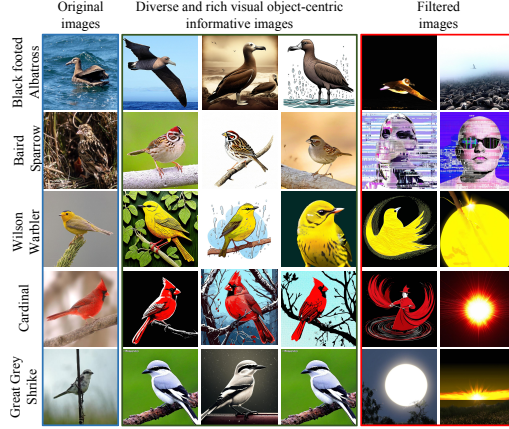 Original
images
Diverse and rich visual object-centric
informative images
Filtered
images
Black footed
Albatross
Baird
Sparrow
Wilson
Warbler
Cardinal
Great Grey
Shrike